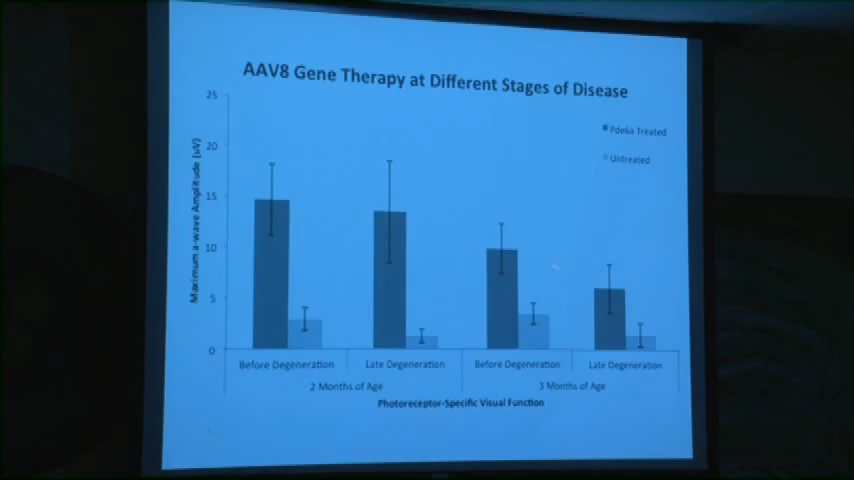 AAV8 Gene Therapy at Different Stages of Disease
25
20
15
10
5
0
Maximum a-wave Amplitude (uV)
Pde6a Treated
Untreated
Before Degeneration
Late Degeneration
Before Degeneration
Late Degeneration
2 Months of Age
3 Months of Age
Photoreceptor-Specific Visual Function